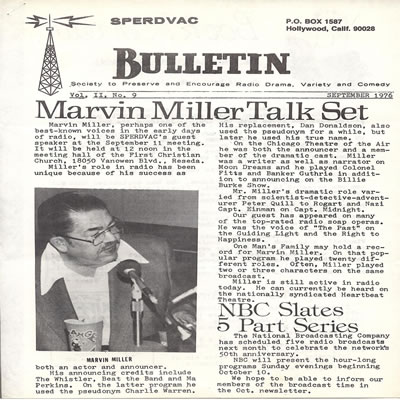 SPERDVAC
P.O. BOX 1587
Hollywood, Calif. 90028
BULLETIN
Society to Preserve and Encourage Radio Drama, Variety and Comedy
Vol. II, No. 9
SEPTEMBER 1976
Marvin Miller Talk Set
Marvin Miller, perhaps one of the
best-known voices in the early days
of radio, will be SPERDVAC's guest
speaker at the September 11 meeting.
It will be held at 12 noon in the
meeting hall of the First Christian
Church, 18050 Vanowen Blvd., Reseda.
Miller's role in radio has been
unique because of his success as
MARVIN MILLER
both an actor and announcer.
His announcing credits include
The Whistler, Beat the Band and Ma
Perkins. On the latter program he
used the pseudonym Charlie Warren.
His replacement, Dan Donaldson, also
used the pseudonym for a while, but
later he used his true name.
On the Chicago Theatre of the Air
he was both the announcer and a mem-
ber of the dramatic cast. Miller
was a writer as well as narrator on
Moon Dreams and he played Colonel
Fitts and Banker Guthrie in addit-
ion to announcing on the Billie
Burke Show.
Mr. Miller's dramatic role var-
ied from scientist-detective-advent-
urer Peter Quill to Rogert and Nazi
Capt. Einman on Capt. Midnight.
Our guest has appeared on many
of the top-rated radio soap operas.
He was the voice of "The Past" on
the Guiding Light and the Right to
Happiness.
One Man's Family may hold a rec-
ord for Marvin Miller. On that pop-
ular program he played twenty dif-
ferent roles. Often, Miller played
two or three characters on the same
broadcast.
Miller is still active in radio
today. He can currently be heard on
the nationally syndicated Heartbeat
Theatre.
NBC Slates
5 Part Series
The National Broadcasting Company
has scheduled five radio broadcasts
next month to celebrate the network's
50th anniversary.
NBC will present the hour-long
programs Sunday evenings beginning
October 10.
We hope to be able to inform our
members of the broadcast time in
the Oct. newsletter.